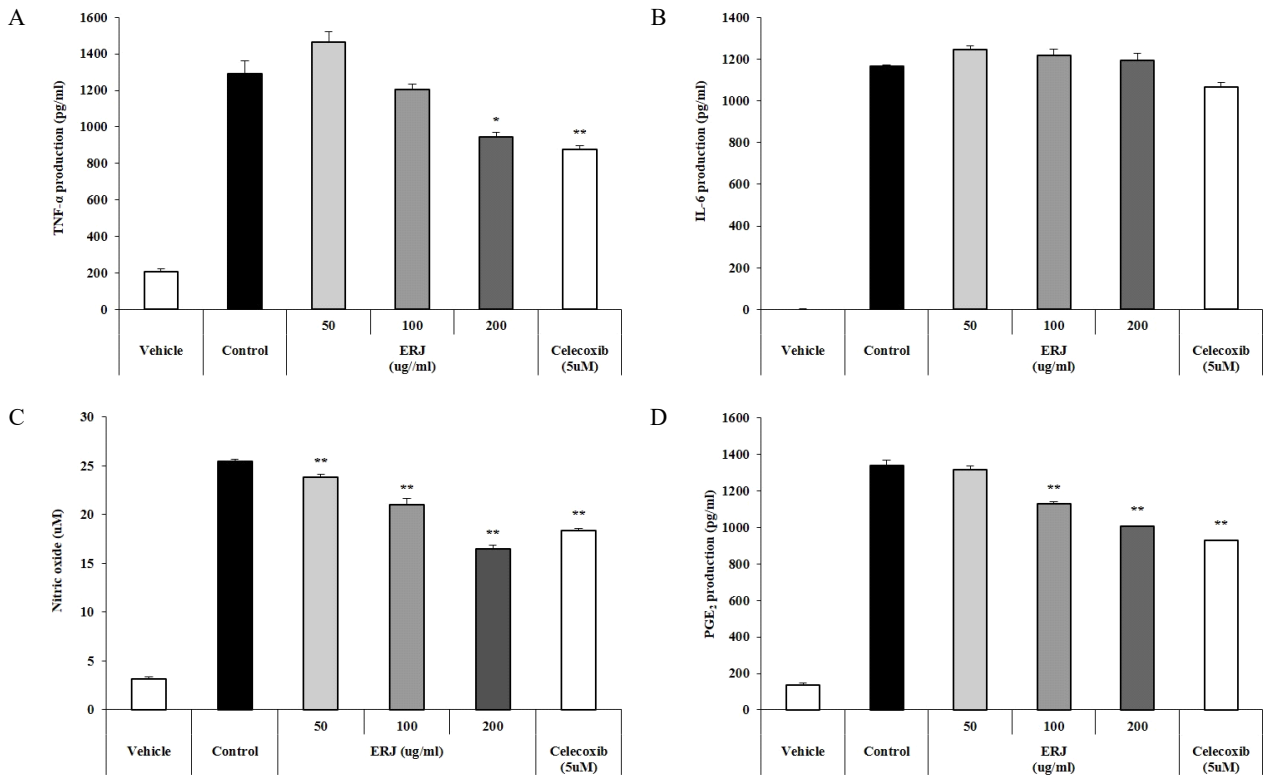 A
TNF-α production (pg/ml)
1600
1400
1200
1000
800
600
400
200
0
*
**
50 100 200
Vehicle Control ERJ Celecoxib
(ug//ml) (5uM)
B
IL-6 production (pg/ml)
1400
1200
1000
800
600
400
200
0
50 100 200
Vehicle Control ERJ Celecoxib
(ug/ml) (5uM)
C
Nitric oxide (uM)
30
25
20
15
10
5
0
**
**
**
**
50 100 200
Vehicle Control ERJ (ug/ml) Celecoxib
(5uM)
D
PGE₂ production (pg/ml)
1600
1400
1200
1000
800
600
400
200
0
**
**
**
50 100 200
Vehicle Control ERJ Celecoxib
(ug/ml) (5uM)